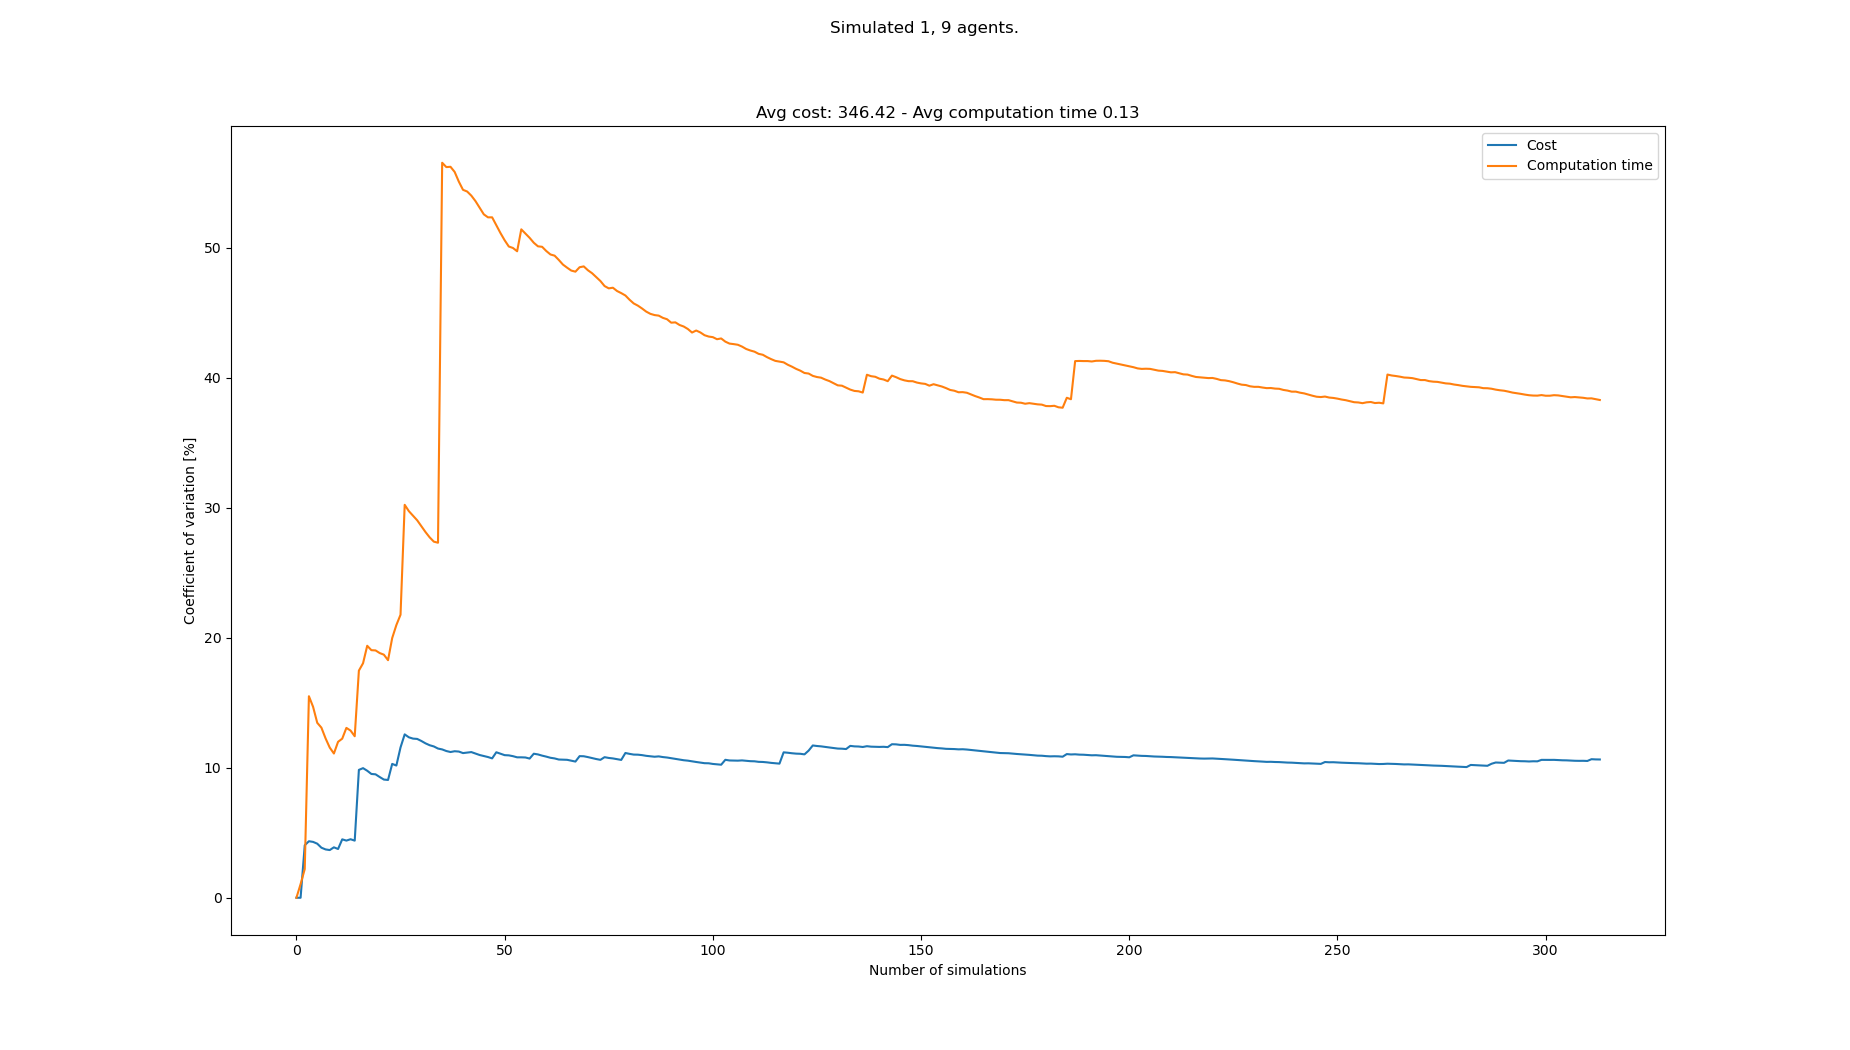 Simulated 1, 9 agents.
Avg cost: 346.42 - Avg computation time 0.13
Cost
Computation time
Coefficient of variation [%]
50
40
30
20
10
0
0 50 100 150 200 250 300
Number of simulations